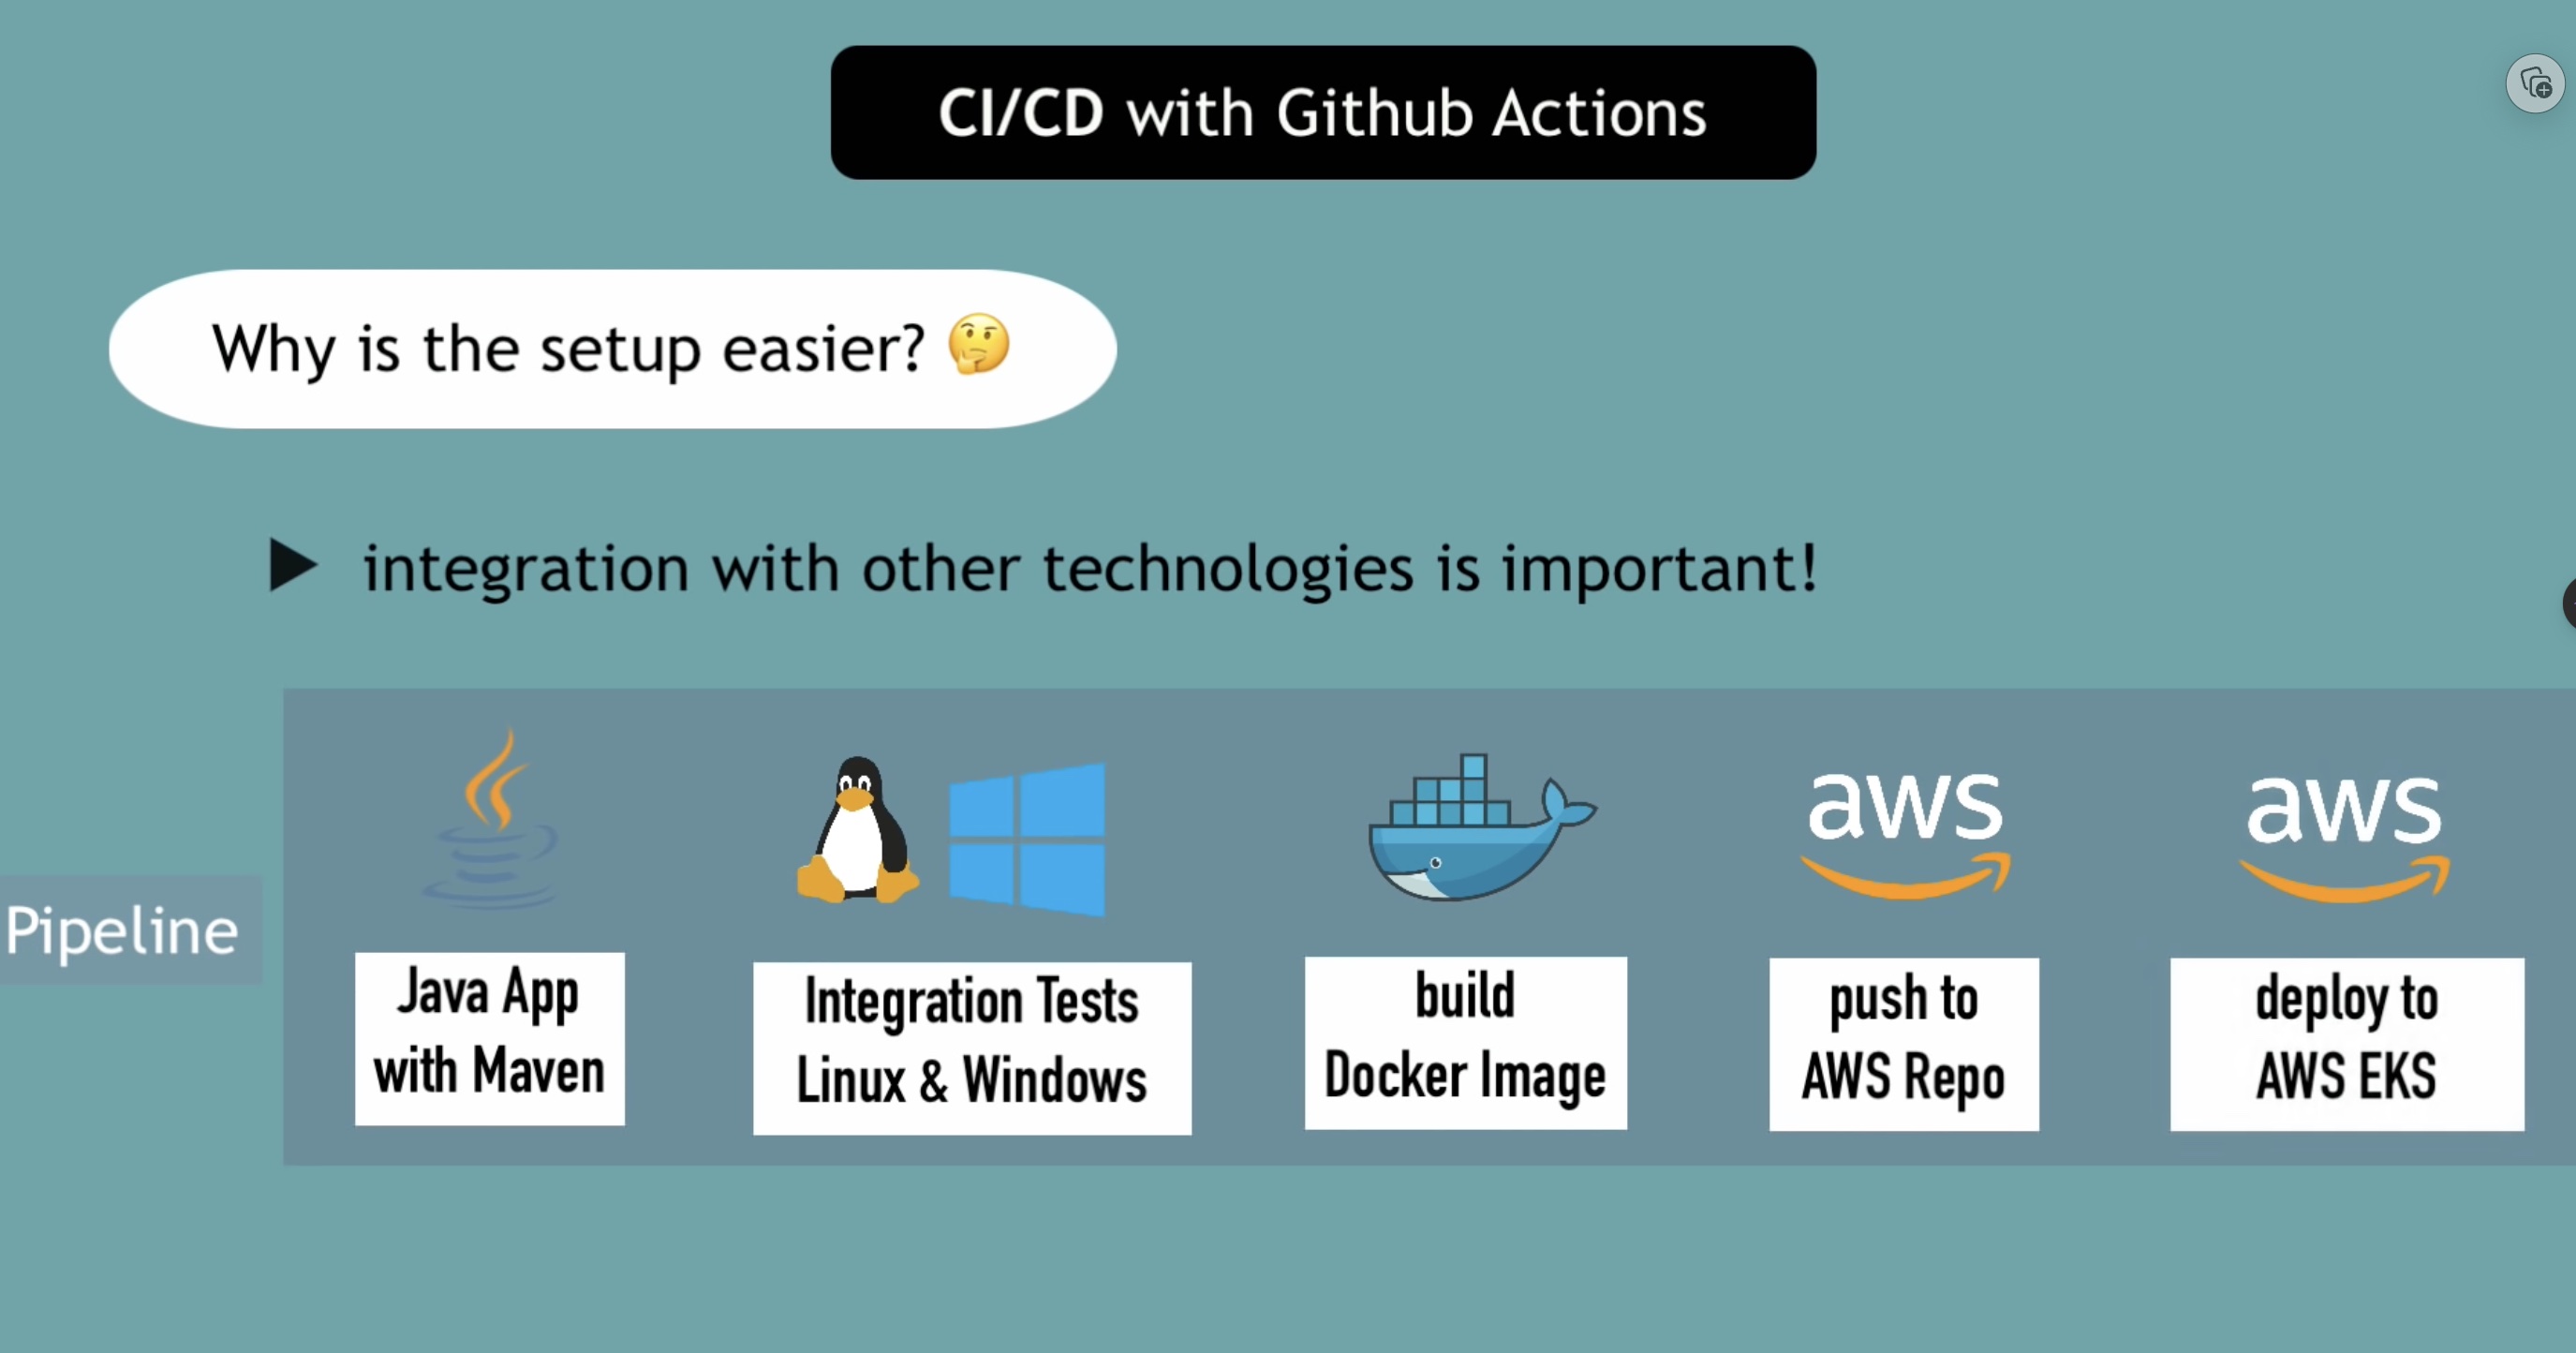 CI/CD with Github Actions
Why is the setup easier? 🤔
▶ integration with other technologies is important!
Pipeline
aws
aws
Java App
with Maven
Integration Tests
Linux & Windows
build
Docker Image
push to
AWS Repo
deploy to
AWS EKS